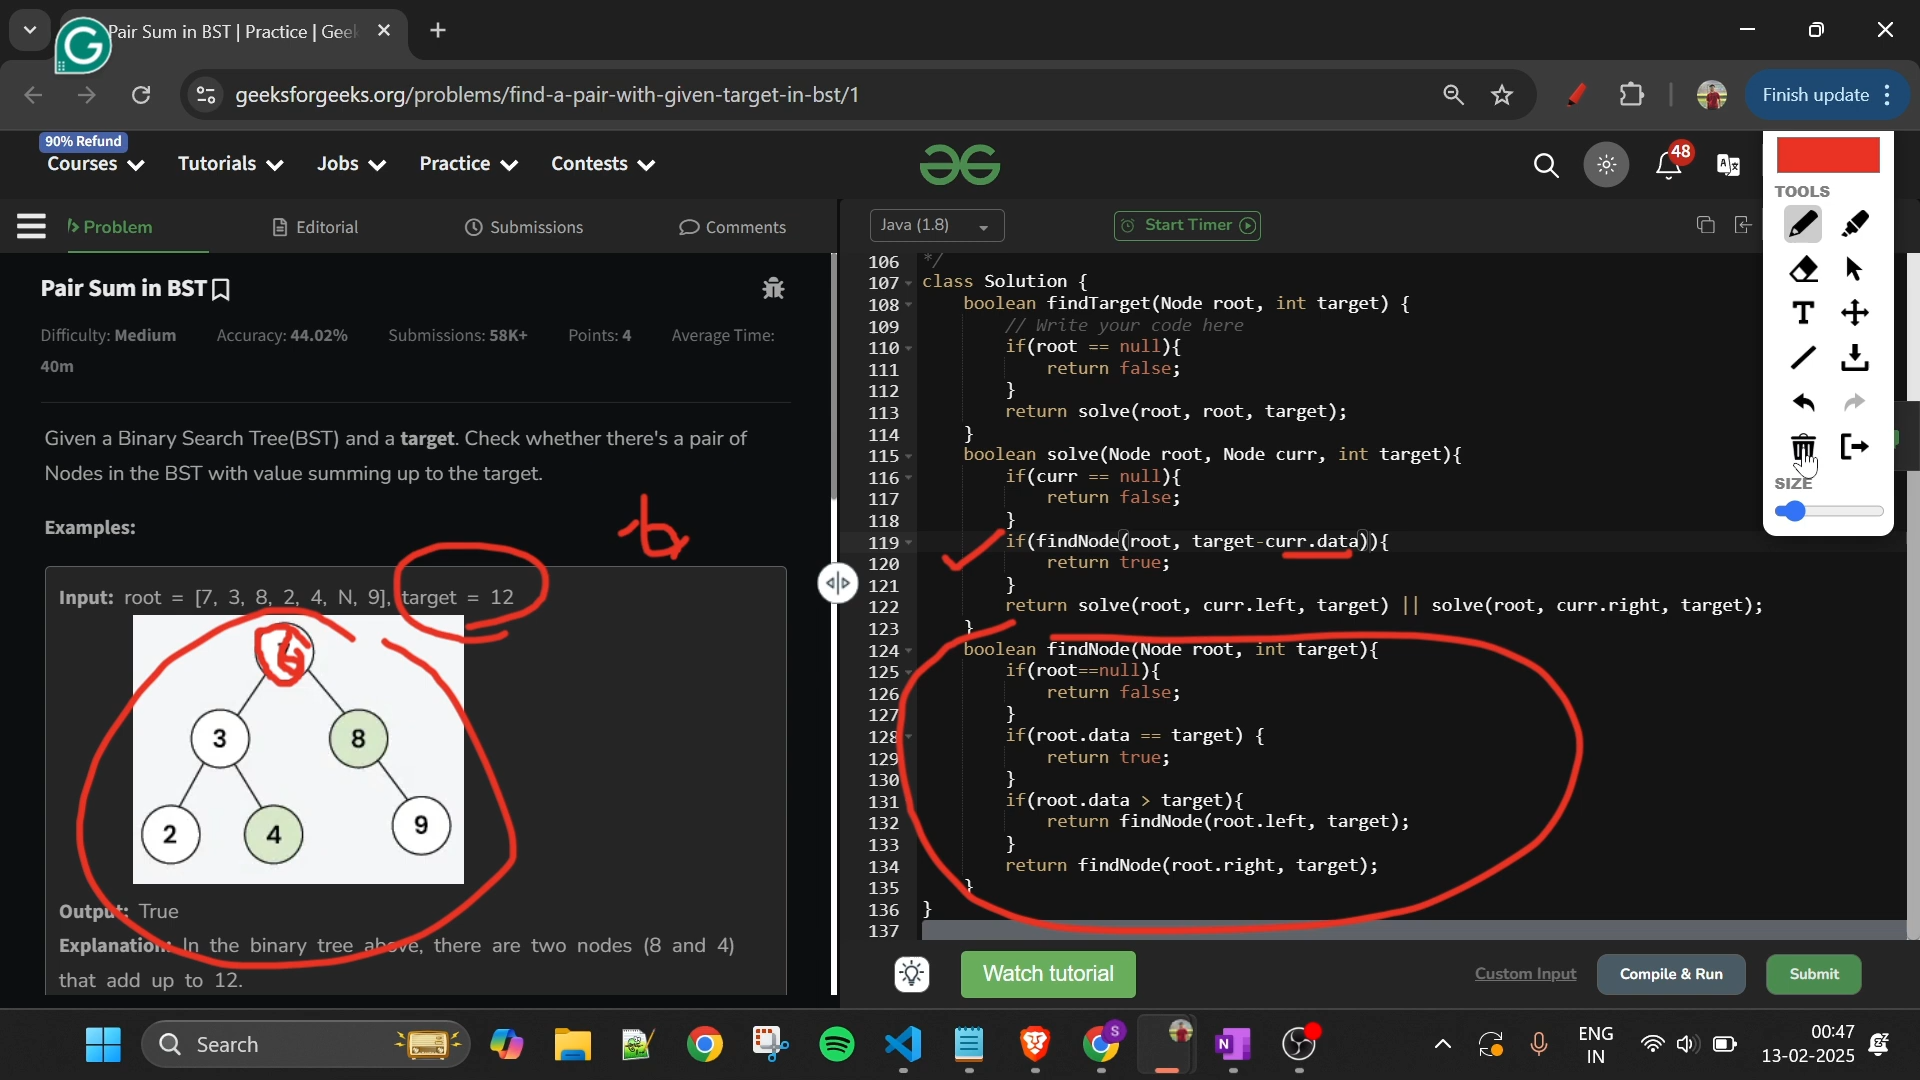 Pair Sum in BST | Practice | Geek
geeksforgeeks.org/problems/find-a-pair-with-given-target-in-bst/1
Finish update
90% Refund
Courses
Tutorials
Jobs
Practice
Contests
48
TOOLS
T
SIZE
Problem
Editorial
Submissions
Comments
Java (1.8)
Start Timer
Pair Sum in BST
Difficulty: Medium
Accuracy: 44.02%
Submissions: 58K+
Points: 4
Average Time:
40m
Given a Binary Search Tree(BST) and a target. Check whether there's a pair of
Nodes in the BST with value summing up to the target.
Examples:
Input: root = [7, 3, 8, 2, 4, N, 9], target = 12
6
3
8
2
4
9
Output: True
Explanation: In the binary tree above, there are two nodes (8 and 4)
that add up to 12.
106 */
107 class Solution {
108 boolean findTarget(Node root, int target) {
109 // Write your code here
110 if(root == null){
111 return false;
112 }
113 return solve(root, root, target);
114 }
115 boolean solve(Node root, Node curr, int target){
116 if(curr == null){
117 return false;
118 }
119 if(findNode(root, target-curr.data)){
120 return true;
121 }
122 return solve(root, curr.left, target) || solve(root, curr.right, target);
123 }
124 boolean findNode(Node root, int target){
125 if(root==null){
126 return false;
127 }
128 if(root.data == target) {
129 return true;
130 }
131 if(root.data > target){
132 return findNode(root.left, target);
133 }
134 return findNode(root.right, target);
135 }
136 }
137
Watch tutorial
Custom Input
Compile & Run
Submit
Search
ENG
IN
00:47
13-02-2025